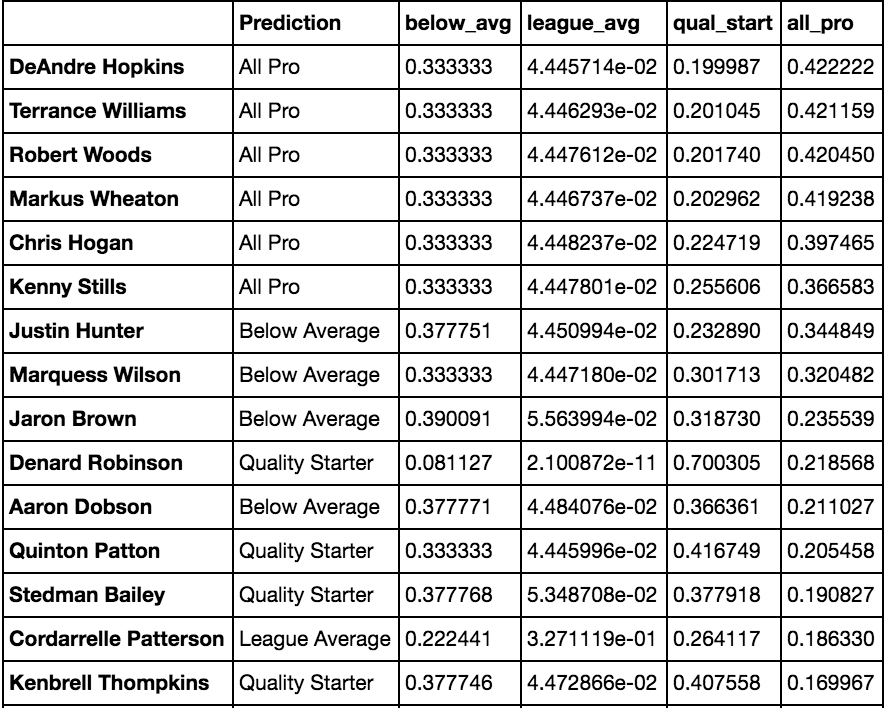 Prediction below_avg league_avg qual_start all_pro
DeAndre Hopkins All Pro 0.333333 4.445714e-02 0.199987 0.422222
Terrance Williams All Pro 0.333333 4.446293e-02 0.201045 0.421159
Robert Woods All Pro 0.333333 4.447612e-02 0.201740 0.420450
Markus Wheaton All Pro 0.333333 4.446737e-02 0.202962 0.419238
Chris Hogan All Pro 0.333333 4.448237e-02 0.224719 0.397465
Kenny Stills All Pro 0.333333 4.447801e-02 0.255606 0.366583
Justin Hunter Below Average 0.377751 4.450994e-02 0.232890 0.344849
Marquess Wilson Below Average 0.333333 4.447180e-02 0.301713 0.320482
Jaron Brown Below Average 0.390091 5.563994e-02 0.318730 0.235539
Denard Robinson Quality Starter 0.081127 2.100872e-11 0.700305 0.218568
Aaron Dobson Below Average 0.377771 4.484076e-02 0.366361 0.211027
Quinton Patton Quality Starter 0.333333 4.445996e-02 0.416749 0.205458
Stedman Bailey Quality Starter 0.377768 5.348708e-02 0.377918 0.190827
Cordarrelle Patterson League Average 0.222441 3.271119e-01 0.264117 0.186330
Kenbrell Thompkins Quality Starter 0.377746 4.472866e-02 0.407558 0.169967